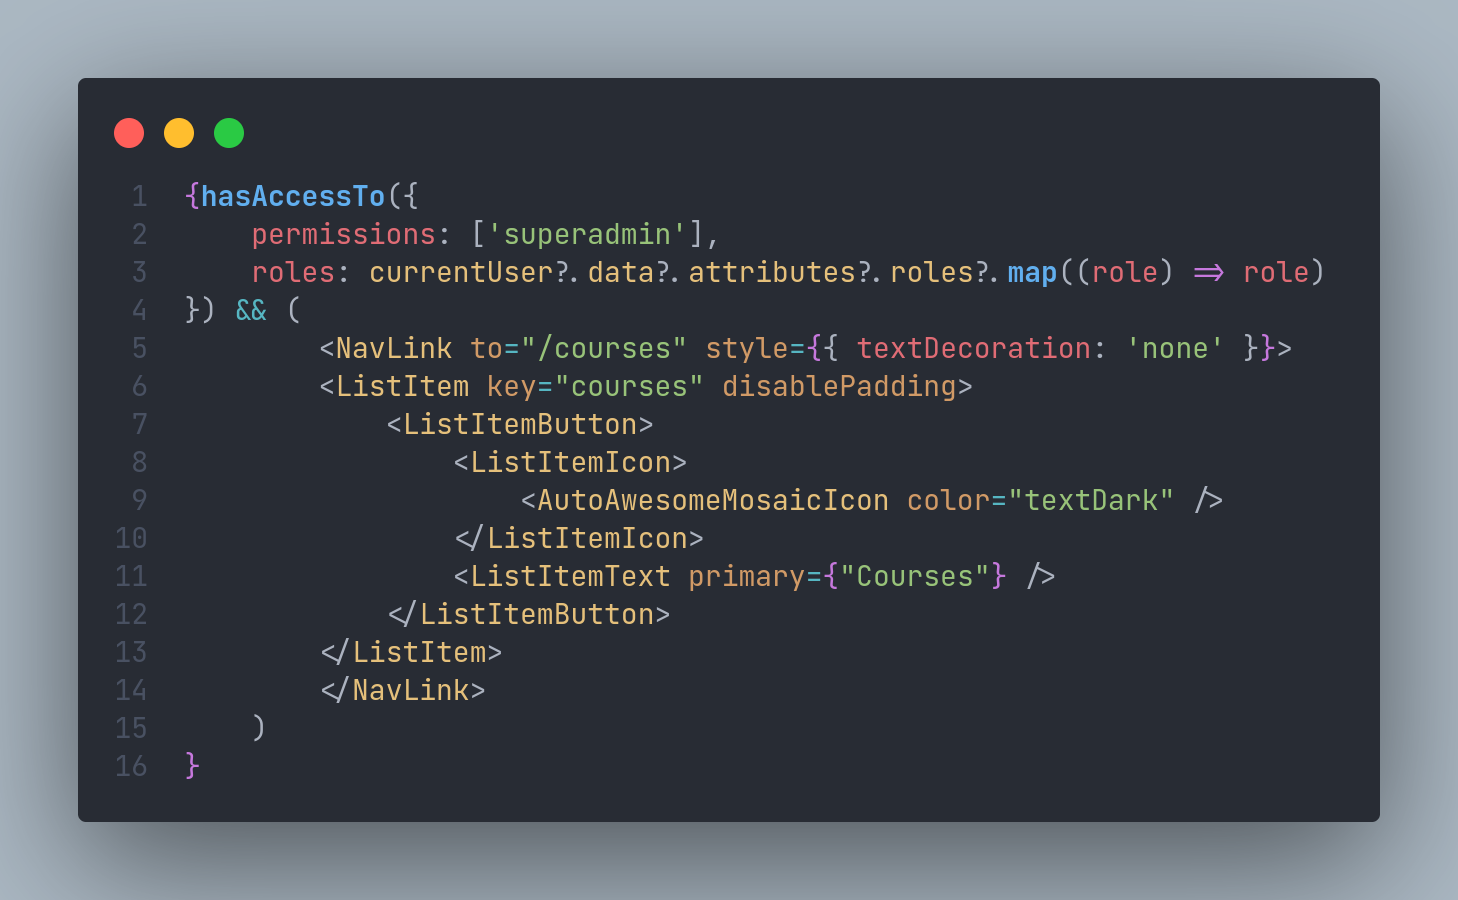 1 {hasAccessTo({
2     permissions: ['superadmin'],
3     roles: currentUser?.data?.attributes?.roles?.map((role) => role)
4 }) && (
5         <NavLink to="/courses" style={{ textDecoration: 'none' }}>
6         <ListItem key="courses" disablePadding>
7             <ListItemButton>
8                 <ListItemIcon>
9                     <AutoAwesomeMosaicIcon color="textDark" />
10                 </ListItemIcon>
11                 <ListItemText primary={"Courses"} />
12             </ListItemButton>
13         </ListItem>
14         </NavLink>
15     )
16 }